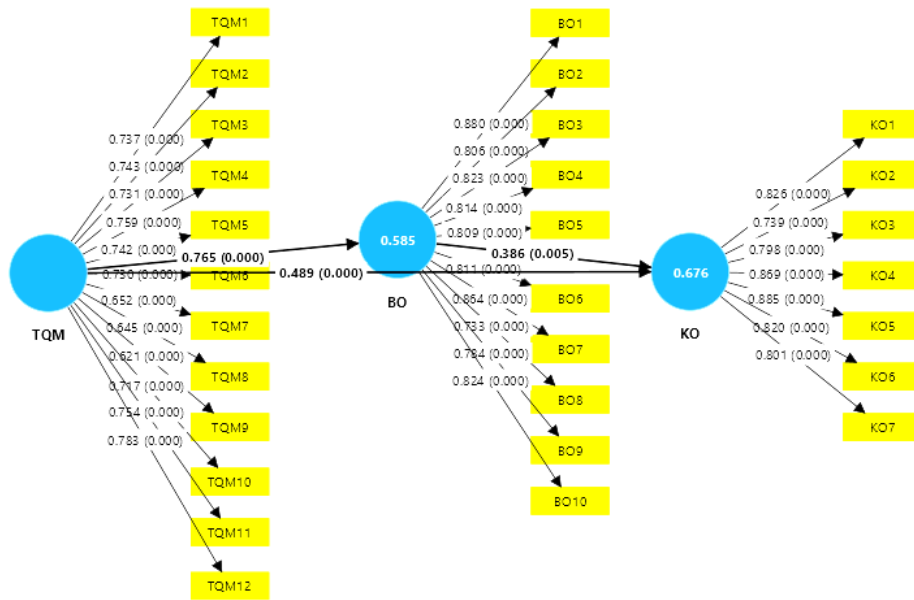 TQM1
TQM2
TQM3
TQM4
TQM5
TQM6
TQM7
TQM8
TQM9
TQM10
TQM11
TQM12
0.737 (0.000)
0.743 (0.000)
0.731 (0.000)
0.759 (0.000)
0.742 (0.000)
0.730 (0.000)
0.652 (0.000)
0.645 (0.000)
0.621 (0.000)
0.717 (0.000)
0.754 (0.000)
0.783 (0.000)
TQM
0.765 (0.000)
0.489 (0.000)
BO1
BO2
BO3
BO4
BO5
BO6
BO7
BO8
BO9
BO10
0.880 (0.000)
0.806 (0.000)
0.823 (0.000)
0.814 (0.000)
0.809 (0.000)
0.811 (0.000)
0.864 (0.000)
0.733 (0.000)
0.784 (0.000)
0.824 (0.000)
0.585
BO
0.386 (0.005)
KO1
KO2
KO3
KO4
KO5
KO6
KO7
0.826 (0.000)
0.739 (0.000)
0.798 (0.000)
0.869 (0.000)
0.885 (0.000)
0.820 (0.000)
0.801 (0.000)
0.676
KO